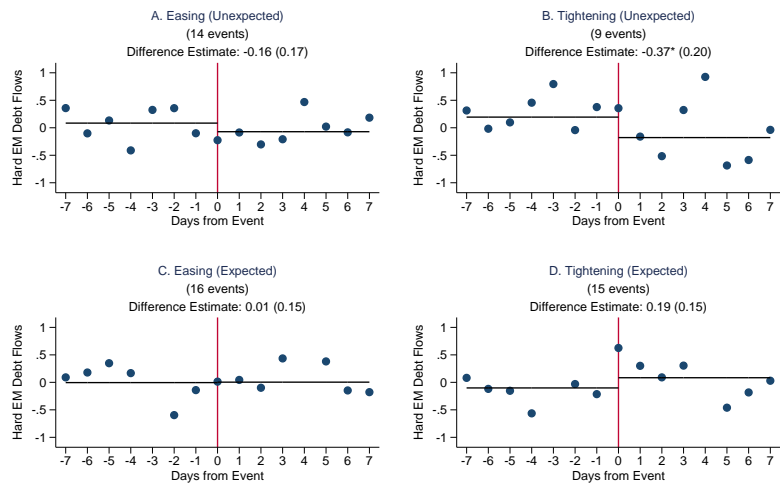 A. Easing (Unexpected)
(14 events)
Difference Estimate: -0.16 (0.17)
Hard EM Debt Flows
1
.5
0
-.5
-1
-7 -6 -5 -4 -3 -2 -1 0 1 2 3 4 5 6 7
Days from Event
B. Tightening (Unexpected)
(9 events)
Difference Estimate: -0.37* (0.20)
Hard EM Debt Flows
1
.5
0
-.5
-1
-7 -6 -5 -4 -3 -2 -1 0 1 2 3 4 5 6 7
Days from Event
C. Easing (Expected)
(16 events)
Difference Estimate: 0.01 (0.15)
Hard EM Debt Flows
1
.5
0
-.5
-1
-7 -6 -5 -4 -3 -2 -1 0 1 2 3 4 5 6 7
Days from Event
D. Tightening (Expected)
(15 events)
Difference Estimate: 0.19 (0.15)
Hard EM Debt Flows
1
.5
0
-.5
-1
-7 -6 -5 -4 -3 -2 -1 0 1 2 3 4 5 6 7
Days from Event